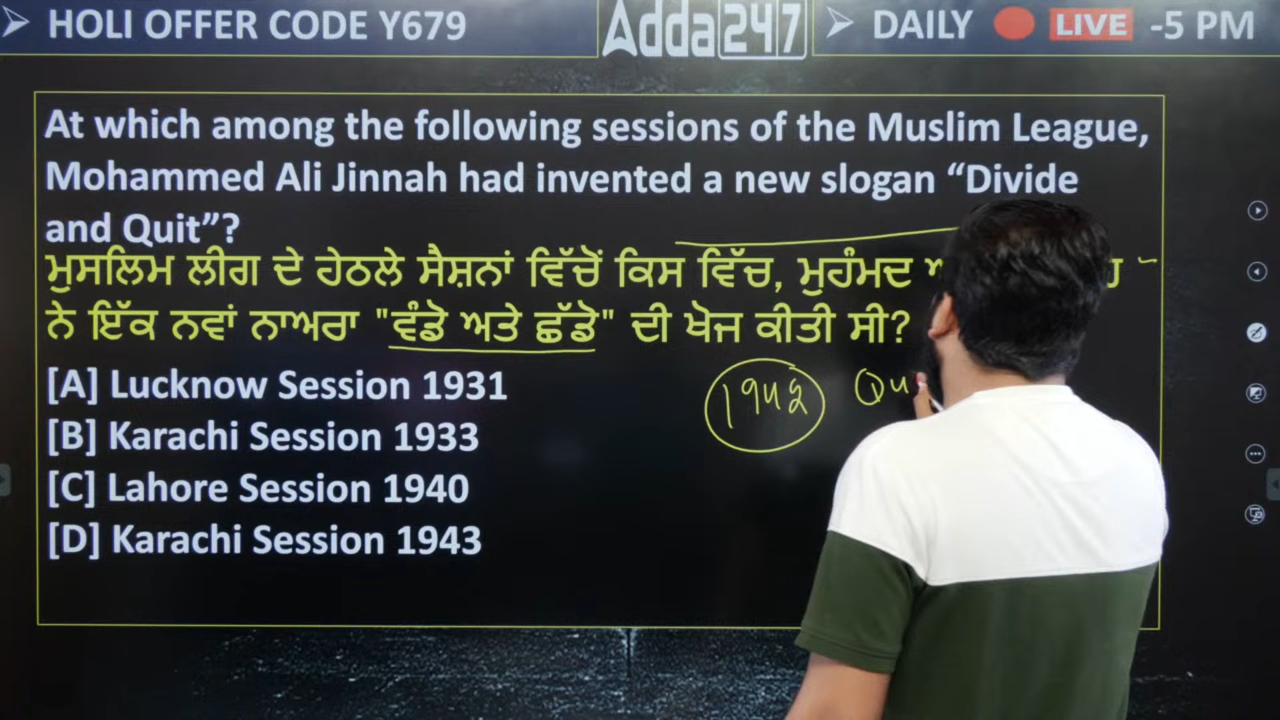 ➤ HOLI OFFER CODE Y679
Adda247
➤ DAILY LIVE -5 PM
At which among the following sessions of the Muslim League,
Mohammed Ali Jinnah had invented a new slogan “Divide
and Quit”?
ਮੁਸਲਿਮ ਲੀਗ ਦੇ ਹੇਠਲੇ ਸੈਸ਼ਨਾਂ ਵਿੱਚੋਂ ਕਿਸ ਵਿੱਚ, ਮੁਹੰਮਦ
ਨੇ ਇੱਕ ਨਵਾਂ ਨਾਅਰਾ "ਵੰਡੋ ਅਤੇ ਛੱਡੋ" ਦੀ ਖੋਜ ਕੀਤੀ ਸੀ?
[A] Lucknow Session 1931
1942 Qu
[B] Karachi Session 1933
[C] Lahore Session 1940
[D] Karachi Session 1943